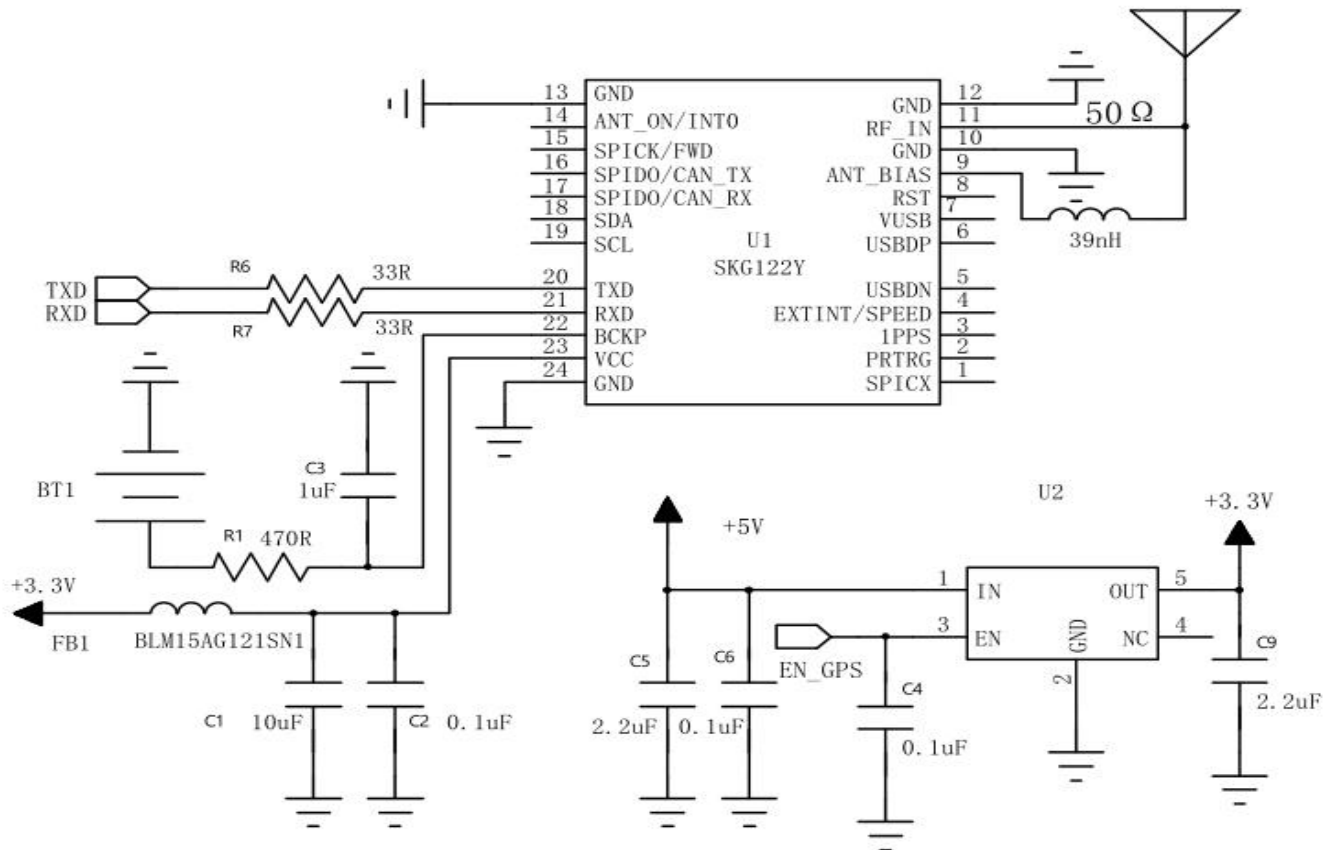 13 GND
14 ANT_ON/INT0
15 SPICK/FWD
16 SPIDO/CAN_TX
17 SPIDO/CAN_RX
18 SDA
19 SCL
20 TXD
21 RXD
22 BCKP
23 VCC
24 GND
U1
SKG122Y
GND 12
RF_IN 11
GND 10
ANT_BIAS 9
RST 8
VUSB 7
USBDP 6
USBDN 5
EXTINT/SPEED 4
1PPS 3
PRTRG 2
SPICX 1
50 Ω
39nH
TXD
RXD
R6 33R
R7 33R
BT1
C3
1uF
R1 470R
+3.3V
FB1 BLM15AG121SN1
C1 10uF
C2 0.1uF
U2
+5V
+3.3V
1 IN
OUT 5
3 EN
GND
2
NC 4
EN_GPS
C5
2.2uF
C6
0.1uF
C4
0.1uF
C9
2.2uF